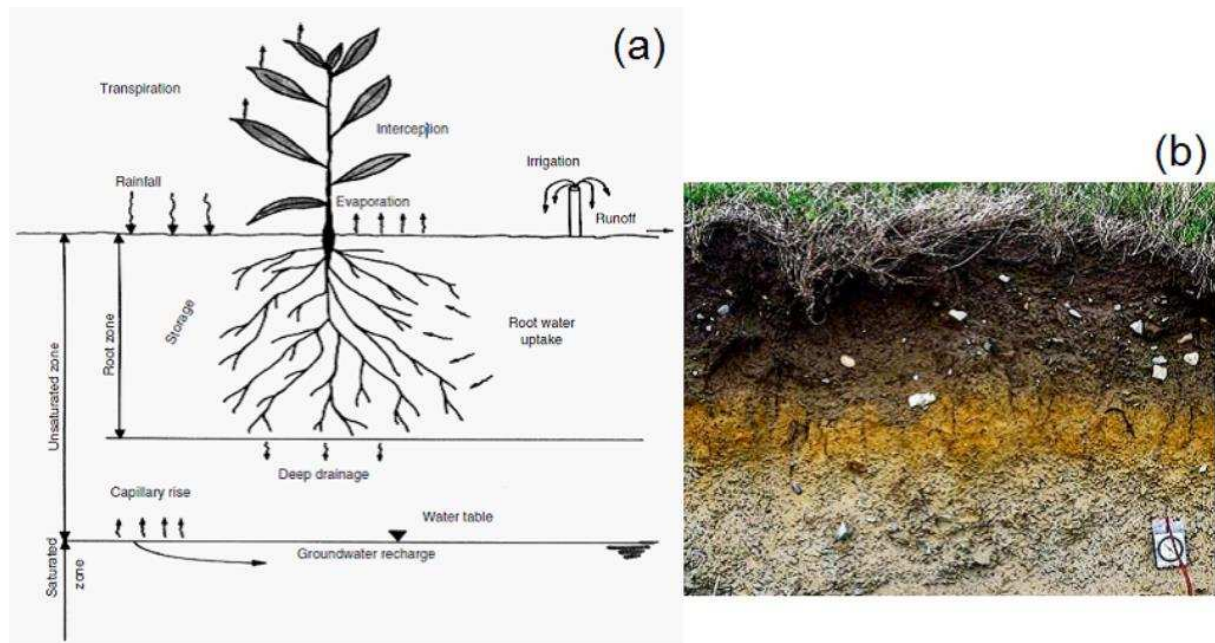 (a)
Transpiration
Interception
(b)
Irrigation
Rainfall
Evaporation
Runoff
Unsaturated zone
Root zone
Storage
Root water
uptake
Deep drainage
Capillary rise
Water table
Groundwater recharge
Saturated
zone